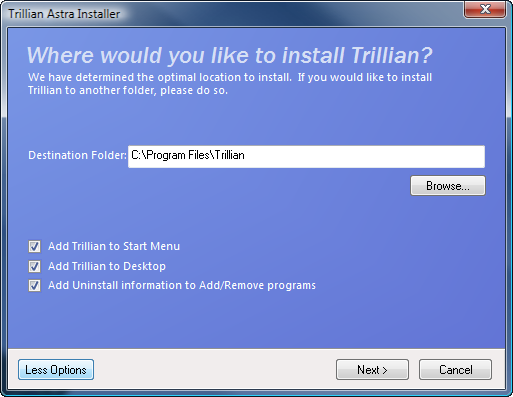 Trillian Astra Installer
Where would you like to install Trillian?
We have determined the optimal location to install.  If you would like to install
Trillian to another folder, please do so.
Destination Folder: C:\Program Files\Trillian
Browse...
Add Trillian to Start Menu
Add Trillian to Desktop
Add Uninstall information to Add/Remove programs
Less Options Next > Cancel